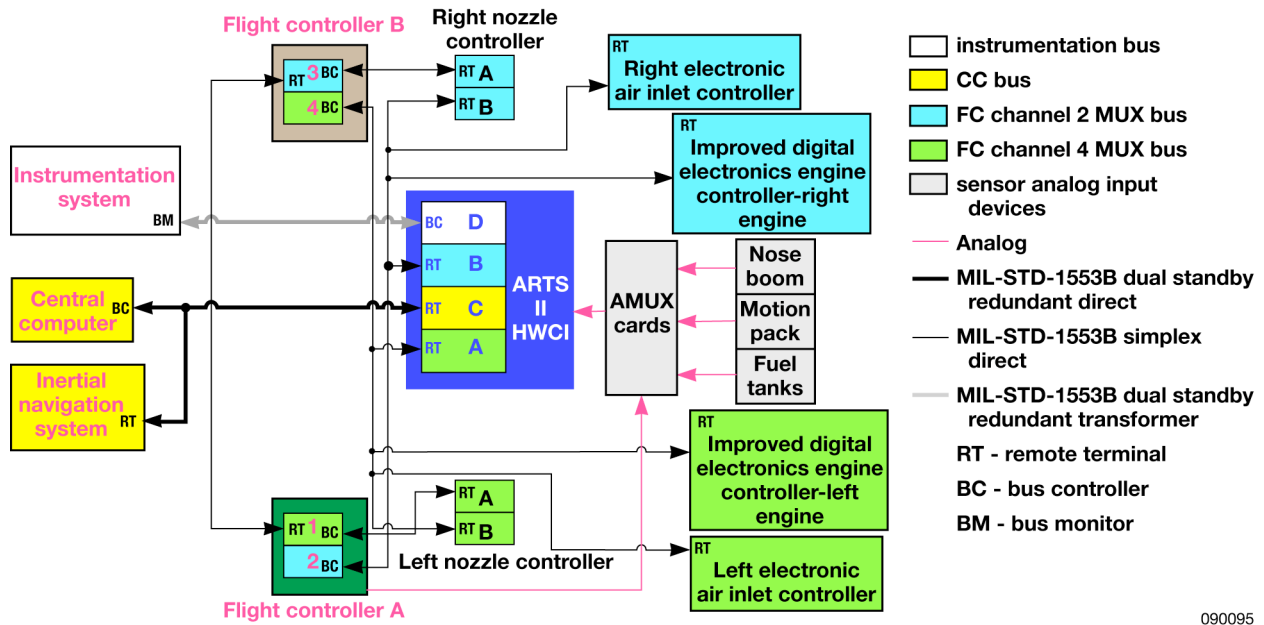 Flight controller B
RT 3 BC
4 BC
Right nozzle
controller
RT A
RT B
RT
Right electronic
air inlet controller
RT
Improved digital
electronics engine
controller-right
engine
Instrumentation
system
BM
Central
computer
BC
Inertial
navigation
system
RT
BC D
RT B
RT C
RT A
ARTS
II
HWCI
AMUX
cards
Nose
boom
Motion
pack
Fuel
tanks
RT
Improved digital
electronics engine
controller-left
engine
RT
Left electronic
air inlet controller
RT A
RT B
Left nozzle controller
RT 1 BC
2 BC
Flight controller A
instrumentation bus
CC bus
FC channel 2 MUX bus
FC channel 4 MUX bus
sensor analog input
devices
Analog
MIL-STD-1553B dual standby
redundant direct
MIL-STD-1553B simplex
direct
MIL-STD-1553B dual standby
redundant transformer
RT - remote terminal
BC - bus controller
BM - bus monitor
090095